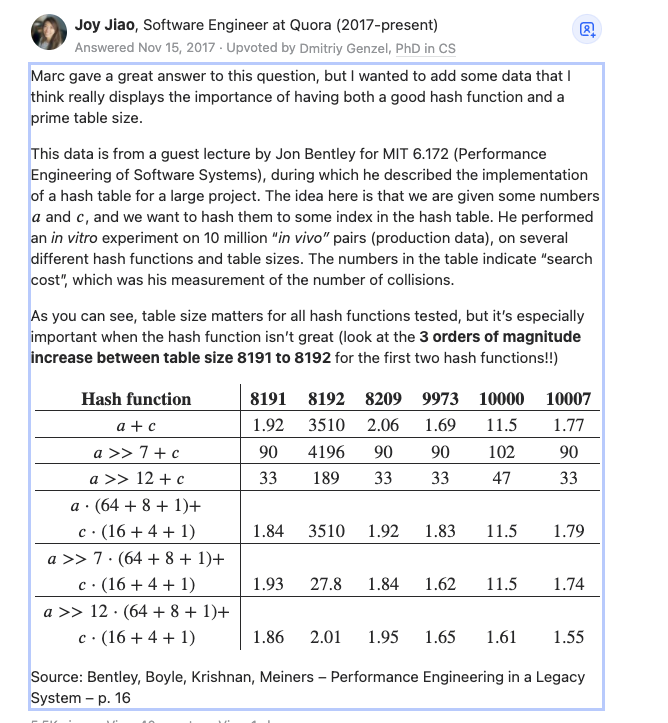 Joy Jiao, Software Engineer at Quora (2017-present)
Answered Nov 15, 2017 · Upvoted by Dmitriy Genzel, PhD in CS
Marc gave a great answer to this question, but I wanted to add some data that I
think really displays the importance of having both a good hash function and a
prime table size.
This data is from a guest lecture by Jon Bentley for MIT 6.172 (Performance
Engineering of Software Systems), during which he described the implementation
of a hash table for a large project. The idea here is that we are given some numbers
a and c, and we want to hash them to some index in the hash table. He performed
an in vitro experiment on 10 million “in vivo” pairs (production data), on several
different hash functions and table sizes. The numbers in the table indicate “search
cost”, which was his measurement of the number of collisions.
As you can see, table size matters for all hash functions tested, but it’s especially
important when the hash function isn’t great (look at the 3 orders of magnitude
increase between table size 8191 to 8192 for the first two hash functions!!)
Hash function 8191 8192 8209 9973 10000 10007
a + c 1.92 3510 2.06 1.69 11.5 1.77
a >> 7 + c 90 4196 90 90 102 90
a >> 12 + c 33 189 33 33 47 33
a · (64 + 8 + 1)+
c · (16 + 4 + 1) 1.84 3510 1.92 1.83 11.5 1.79
a >> 7 · (64 + 8 + 1)+
c · (16 + 4 + 1) 1.93 27.8 1.84 1.62 11.5 1.74
a >> 12 · (64 + 8 + 1)+
c · (16 + 4 + 1) 1.86 2.01 1.95 1.65 1.61 1.55
Source: Bentley, Boyle, Krishnan, Meiners – Performance Engineering in a Legacy
System – p. 16